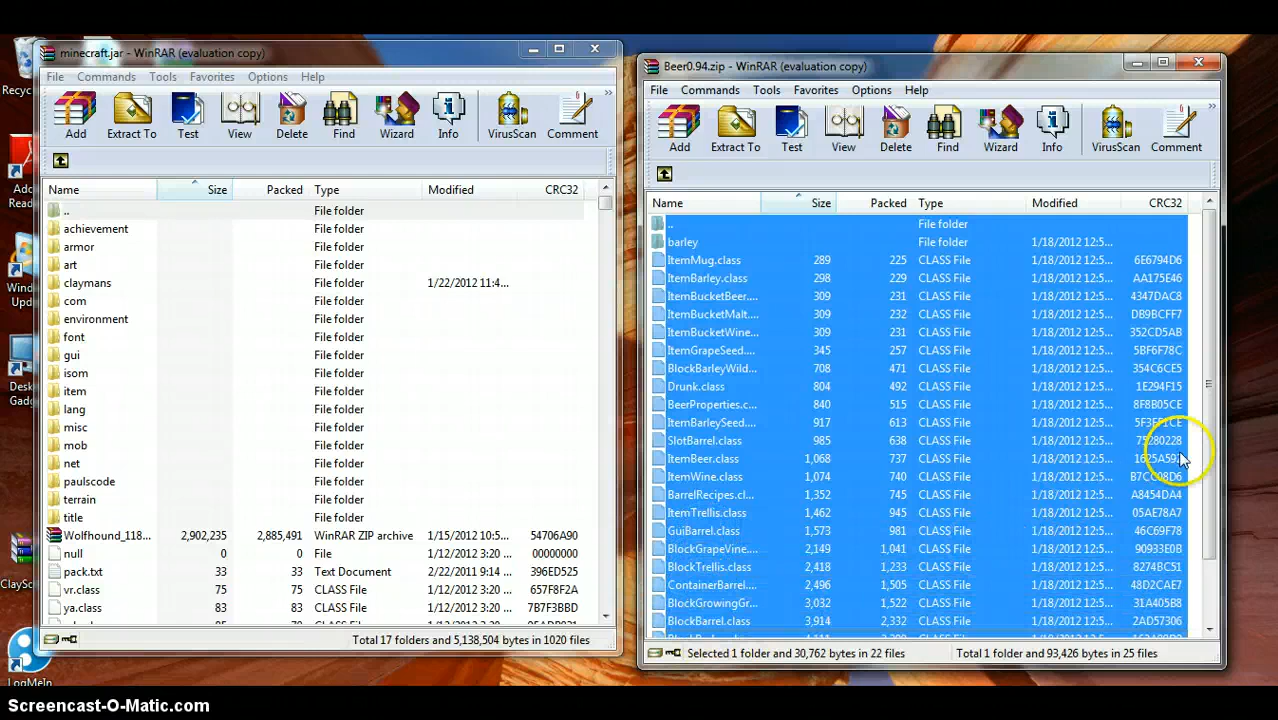 minecraft.jar - WinRAR (evaluation copy)
File Commands Tools Favorites Options Help
Add Extract To Test View Delete Find Wizard Info VirusScan Comment
Name Size Packed Type Modified CRC32
.. File folder
achievement File folder
armor File folder
art File folder
claymans File folder 1/22/2012 11:4...
com File folder
environment File folder
font File folder
gui File folder
isom File folder
item File folder
lang File folder
misc File folder
mob File folder
net File folder
paulscode File folder
terrain File folder
title File folder
Wolfhound_118... 2,902,235 2,885,491 WinRAR ZIP archive 1/15/2012 10:5... 54706A90
null 0 0 File 1/12/2012 3:20 ... 00000000
pack.txt 33 33 Text Document 2/22/2011 9:14 ... 396ED525
vr.class 75 75 CLASS File 1/12/2012 3:20 ... 657F8F2A
ya.class 83 83 CLASS File 1/12/2012 3:20 ... 7B7F3BBD
Total 17 folders and 5,138,504 bytes in 1020 files
Beer0.94.zip - WinRAR (evaluation copy)
File Commands Tools Favorites Options Help
Add Extract To Test View Delete Find Wizard Info VirusScan Comment
Name Size Packed Type Modified CRC32
.. File folder
barley File folder 1/18/2012 12:5...
ItemMug.class 289 225 CLASS File 1/18/2012 12:5... 6E6794D6
ItemBarley.class 298 229 CLASS File 1/18/2012 12:5... AA175E46
ItemBucketBeer.... 309 231 CLASS File 1/18/2012 12:5... 4347DAC8
ItemBucketMalt.... 309 232 CLASS File 1/18/2012 12:5... DB9BCFF7
ItemBucketWine... 309 231 CLASS File 1/18/2012 12:5... 352CD5AB
ItemGrapeSeed.... 345 257 CLASS File 1/18/2012 12:5... 5BF6F78C
BlockBarleyWild... 708 471 CLASS File 1/18/2012 12:5... 354C6CE5
Drunk.class 804 492 CLASS File 1/18/2012 12:5... 1E294F15
BeerProperties.c... 840 515 CLASS File 1/18/2012 12:5... 8F8B05CE
ItemBarleySeed.... 917 613 CLASS File 1/18/2012 12:5...
SlotBarrel.class 985 638 CLASS File 1/18/2012 12:5... 75280228
ItemBeer.class 1,068 737 CLASS File 1/18/2012 12:5...
ItemWine.class 1,074 740 CLASS File 1/18/2012 12:5... B7CC08D6
BarrelRecipes.cl... 1,352 745 CLASS File 1/18/2012 12:5... A8454DA4
ItemTrellis.class 1,462 945 CLASS File 1/18/2012 12:5... 05AE78A7
GuiBarrel.class 1,573 981 CLASS File 1/18/2012 12:5... 46C69F78
BlockGrapeVine.... 2,149 1,041 CLASS File 1/18/2012 12:5... 90933E0B
BlockTrellis.class 2,418 1,233 CLASS File 1/18/2012 12:5... 8274BC51
ContainerBarrel.... 2,496 1,505 CLASS File 1/18/2012 12:5... 48D2CAE7
BlockGrowingGr... 3,032 1,522 CLASS File 1/18/2012 12:5... 31A405B8
BlockBarrel.class 3,914 2,332 CLASS File 1/18/2012 12:5... 2AD57306
Selected 1 folder and 30,762 bytes in 22 files Total 1 folder and 93,426 bytes in 25 files
Recyc
Ado
Read
Wind
Upd
Desk
Gadg
ClaySc
LogMeIn
Screencast-O-Matic.com